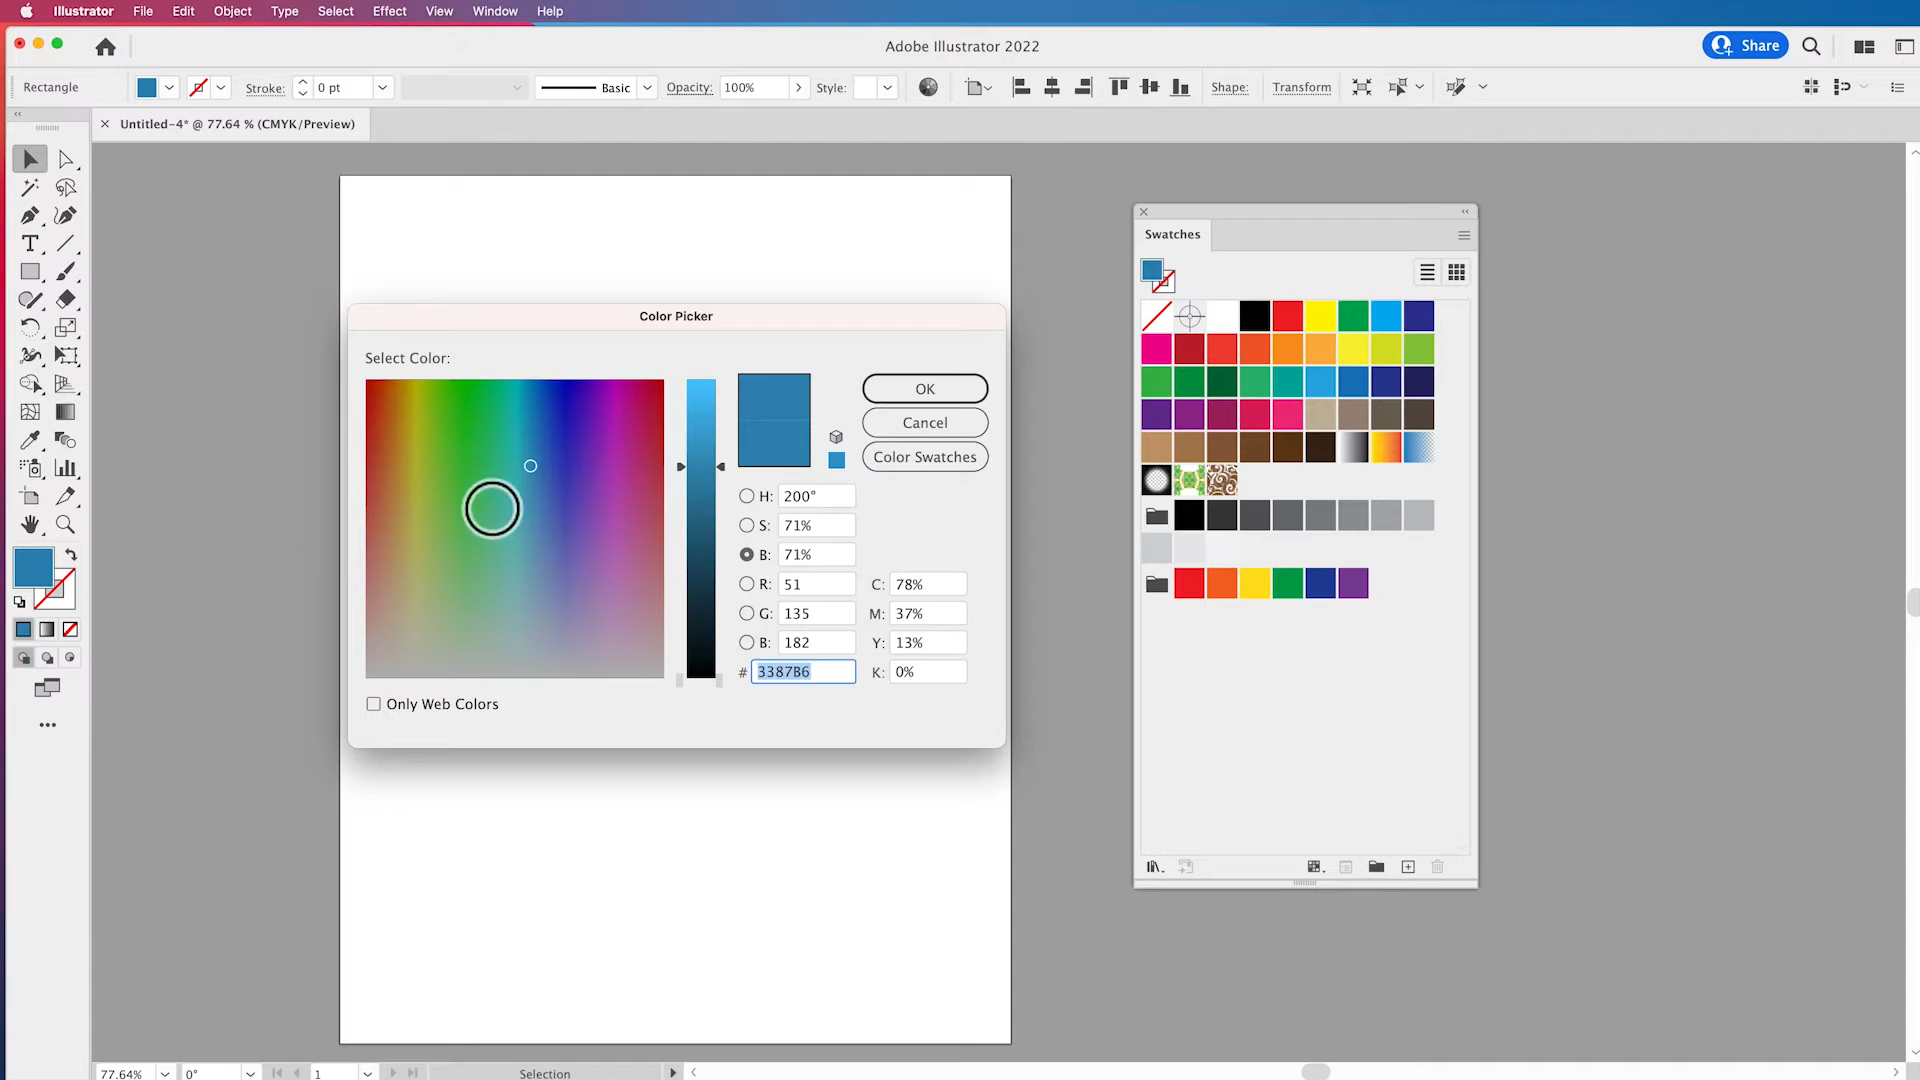 Illustrator File Edit Object Type Select Effect View Window Help
Adobe Illustrator 2022
Share
Rectangle
Stroke: 0 pt
Basic
Opacity: 100%
Style:
Shape:
Transform
× Untitled-4* @ 77.64 % (CMYK/Preview)
Swatches
Color Picker
Select Color:
OK
Cancel
Color Swatches
H: 200°
S: 71%
B: 71%
R: 51
G: 135
B: 182
# 3387B6
C: 78%
M: 37%
Y: 13%
K: 0%
Only Web Colors
77.64% 0° 1 Selection